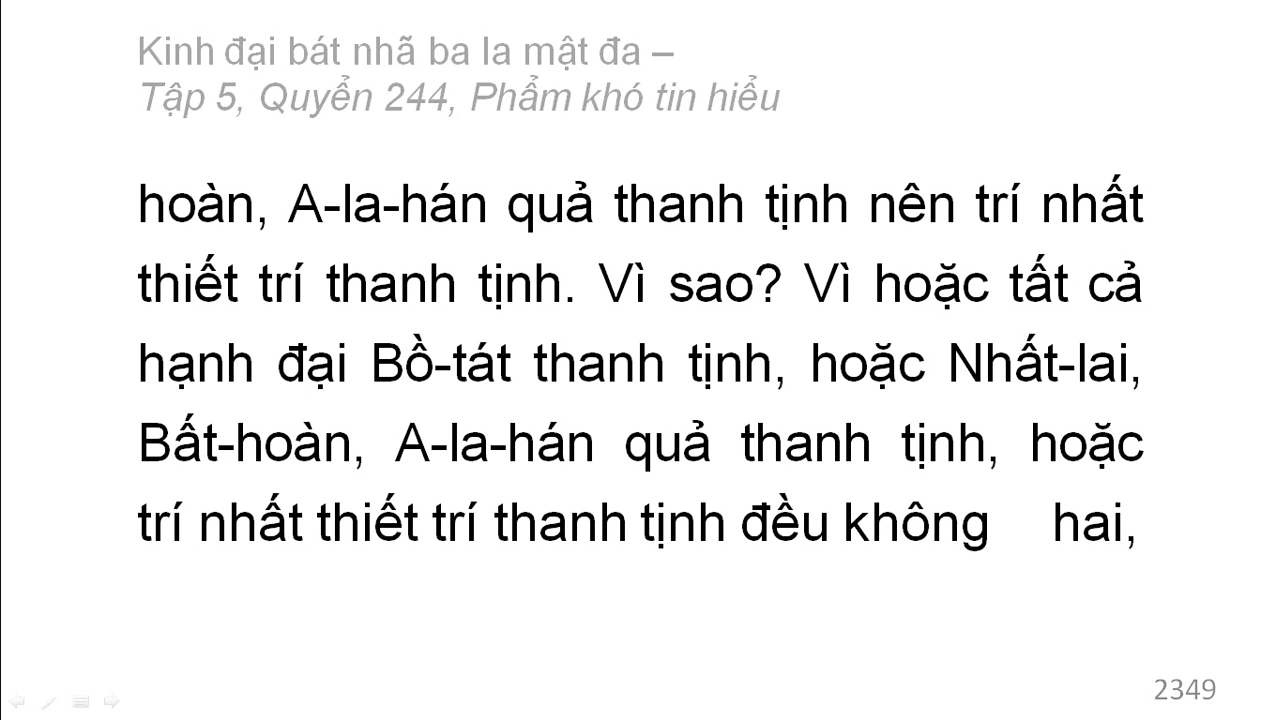 Kinh đại bát nhã ba la mật đa –
Tập 5, Quyển 244, Phẩm khó tin hiểu
hoàn, A-la-hán quả thanh tịnh nên trí nhất
thiết trí thanh tịnh. Vì sao? Vì hoặc tất cả
hạnh đại Bồ-tát thanh tịnh, hoặc Nhất-lai,
Bất-hoàn, A-la-hán quả thanh tịnh, hoặc
trí nhất thiết trí thanh tịnh đều không hai,
2349